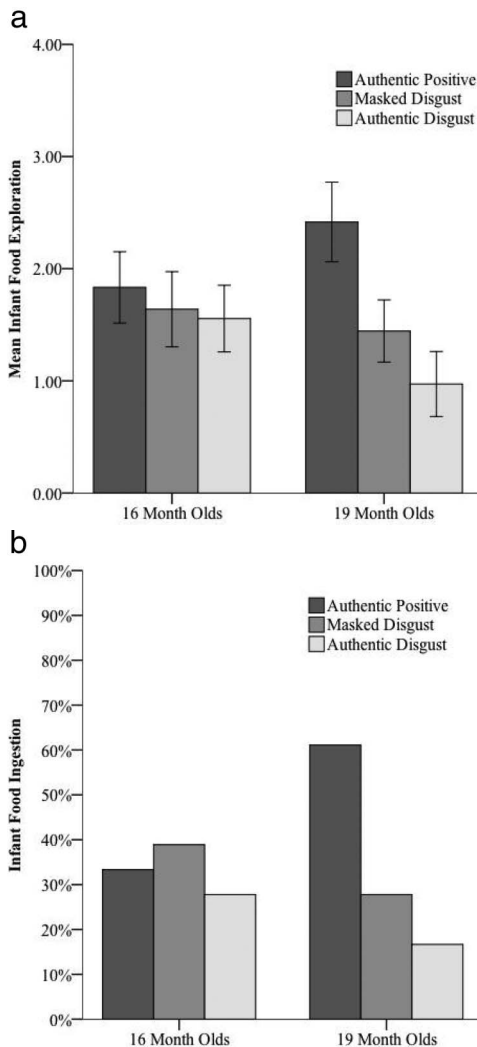 a
4.00
3.00
2.00
1.00
0.00
Mean Infant Food Exploration
Authentic Positive
Masked Disgust
Authentic Disgust
16 Month Olds 19 Month Olds
b
100%
90%
80%
70%
60%
50%
40%
30%
20%
10%
0%
Infant Food Ingestion
Authentic Positive
Masked Disgust
Authentic Disgust
16 Month Olds 19 Month Olds